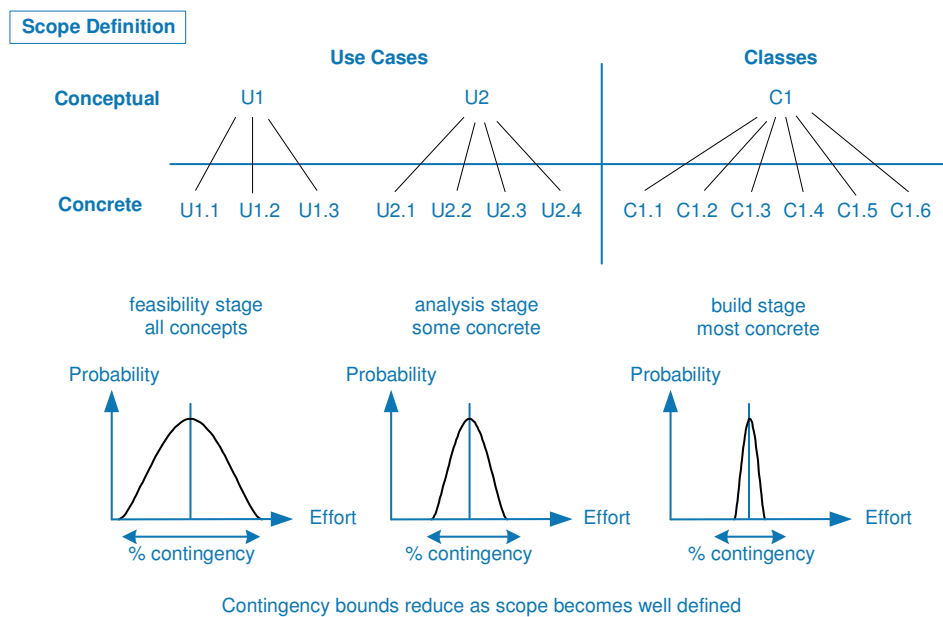 Scope Definition
Use Cases
Classes
Conceptual
U1
U2
C1
Concrete
U1.1 U1.2 U1.3 U2.1 U2.2 U2.3 U2.4 C1.1 C1.2 C1.3 C1.4 C1.5 C1.6
feasibility stage
all concepts
analysis stage
some concrete
build stage
most concrete
Probability
Effort
% contingency
Probability
Effort
% contingency
Probability
Effort
% contingency
Contingency bounds reduce as scope becomes well defined